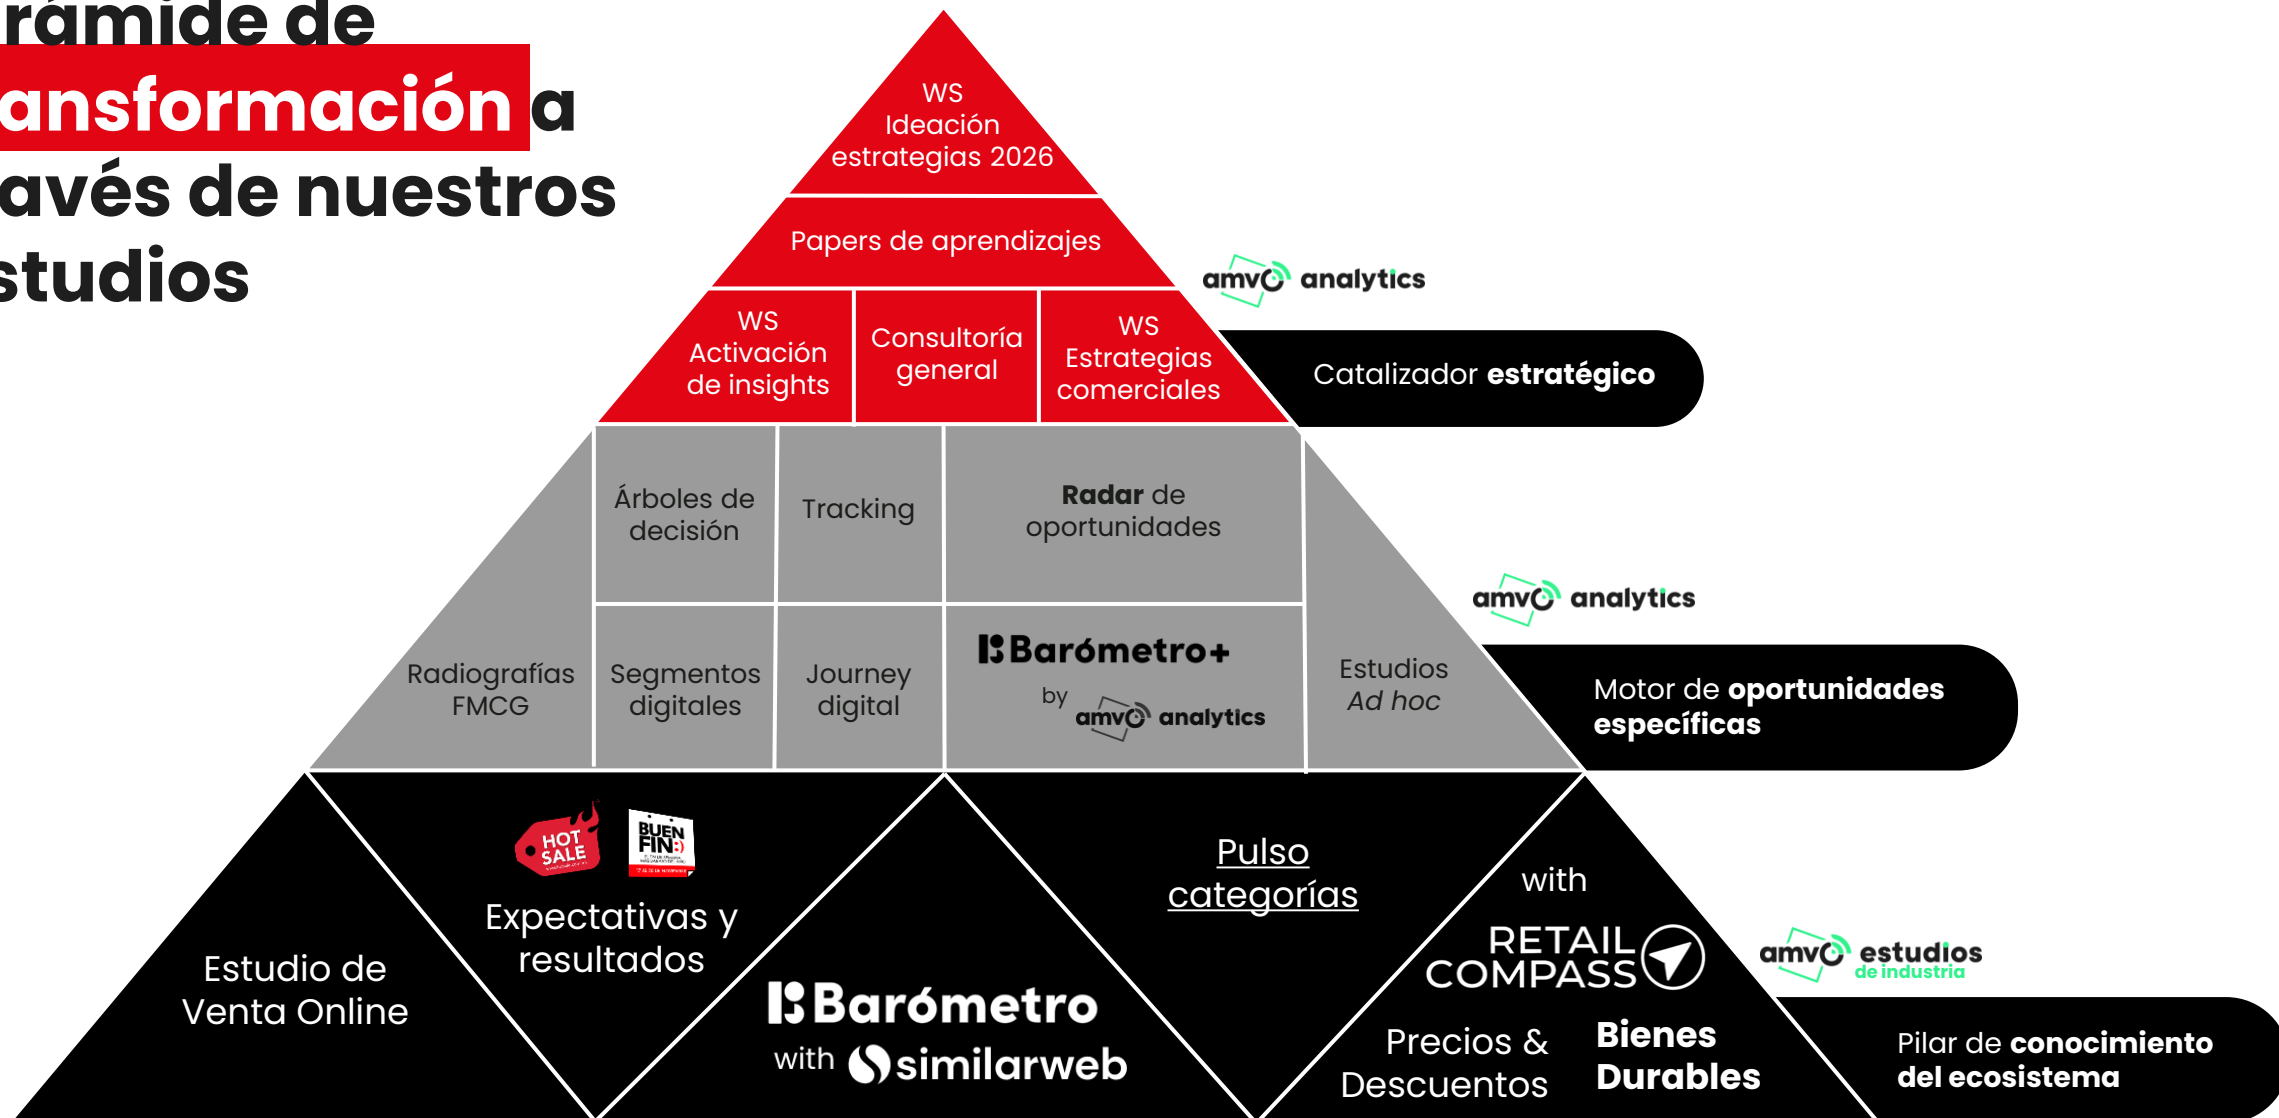 rámide de
ansformación a
avés de nuestros
studios
WS
Ideación
estrategias 2026
Papers de aprendizajes
WS
Activación
de insights
Consultoría
general
WS
Estrategias
comerciales
amvo analytics
Catalizador estratégico
Árboles de
decisión
Tracking
Radar de
oportunidades
Radiografías
FMCG
Segmentos
digitales
Journey
digital
Barómetro+
by amvo analytics
Estudios
Ad hoc
amvo analytics
Motor de oportunidades
específicas
Estudio de
Venta Online
HOT
SALE
BUEN
FIN:)
Expectativas y
resultados
Barómetro
with similarweb
Pulso
categorías
with
RETAIL
COMPASS
Precios &
Descuentos
Bienes
Durables
amvo estudios
de industria
Pilar de conocimiento
del ecosistema